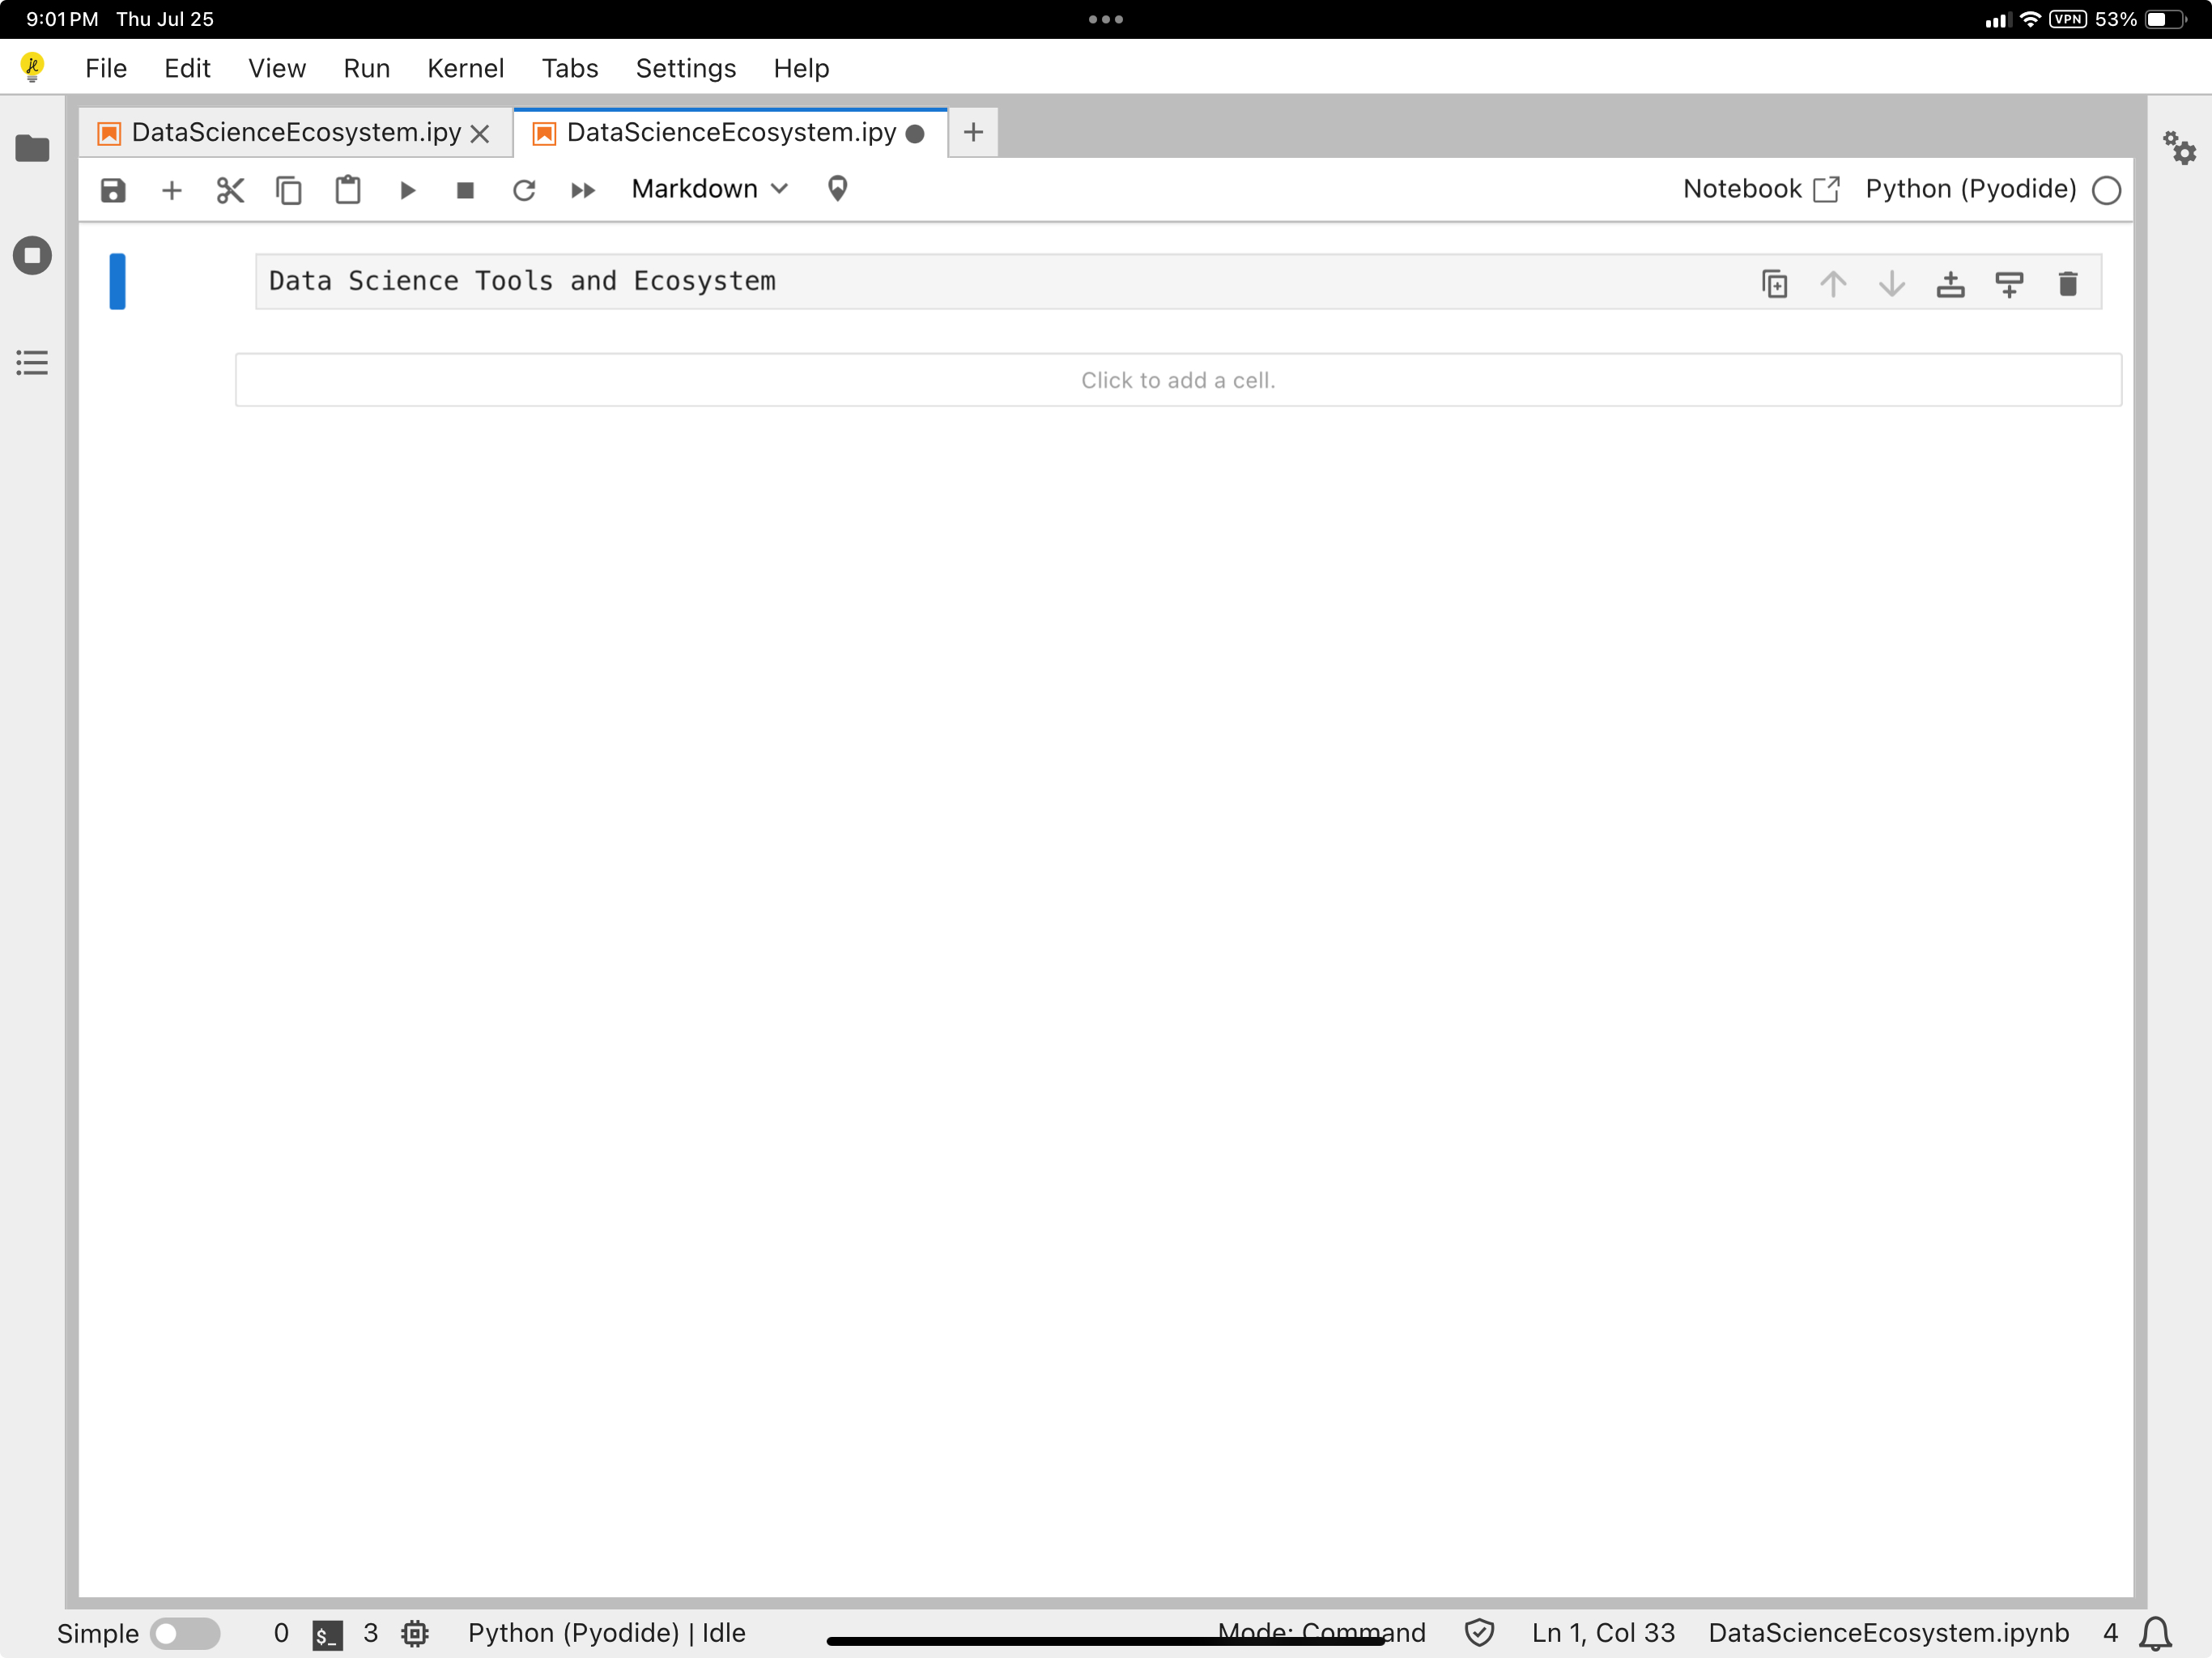 9:01 PM Thu Jul 25 VPN 53%
File Edit View Run Kernel Tabs Settings Help
DataScienceEcosystem.ipy DataScienceEcosystem.ipy
Markdown Notebook Python (Pyodide)
Data Science Tools and Ecosystem
Click to add a cell.
Simple 0 $_ 3 Python (Pyodide) | Idle Mode: Command Ln 1, Col 33 DataScienceEcosystem.ipynb 4